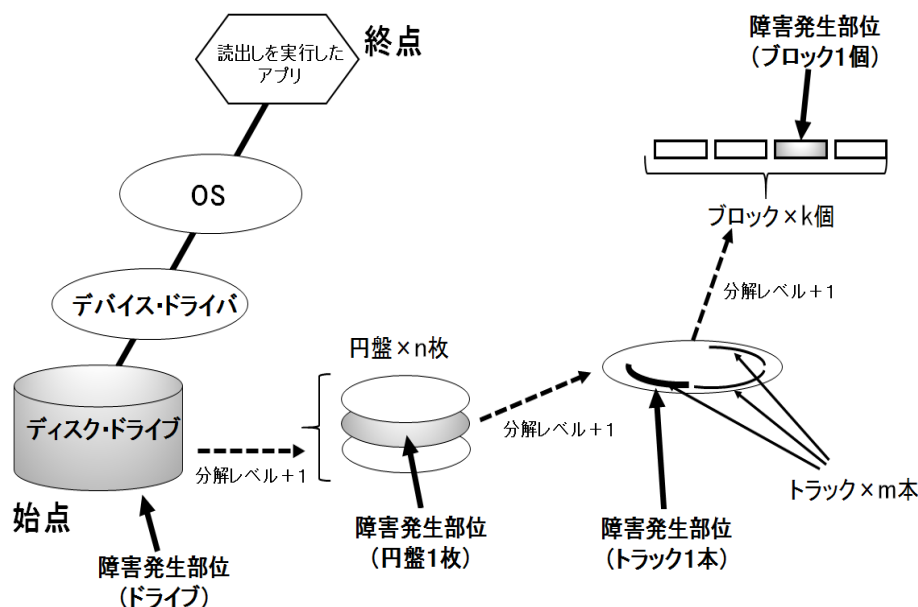 読出しを実行した
アプリ
終点
OS
デバイス・ドライバ
ディスク・ドライブ
始点
障害発生部位
(ドライブ)
分解レベル+1
円盤×n枚
障害発生部位
(円盤1枚)
分解レベル+1
障害発生部位
(トラック1本)
トラック×m本
分解レベル+1
ブロック×k個
障害発生部位
(ブロック1個)